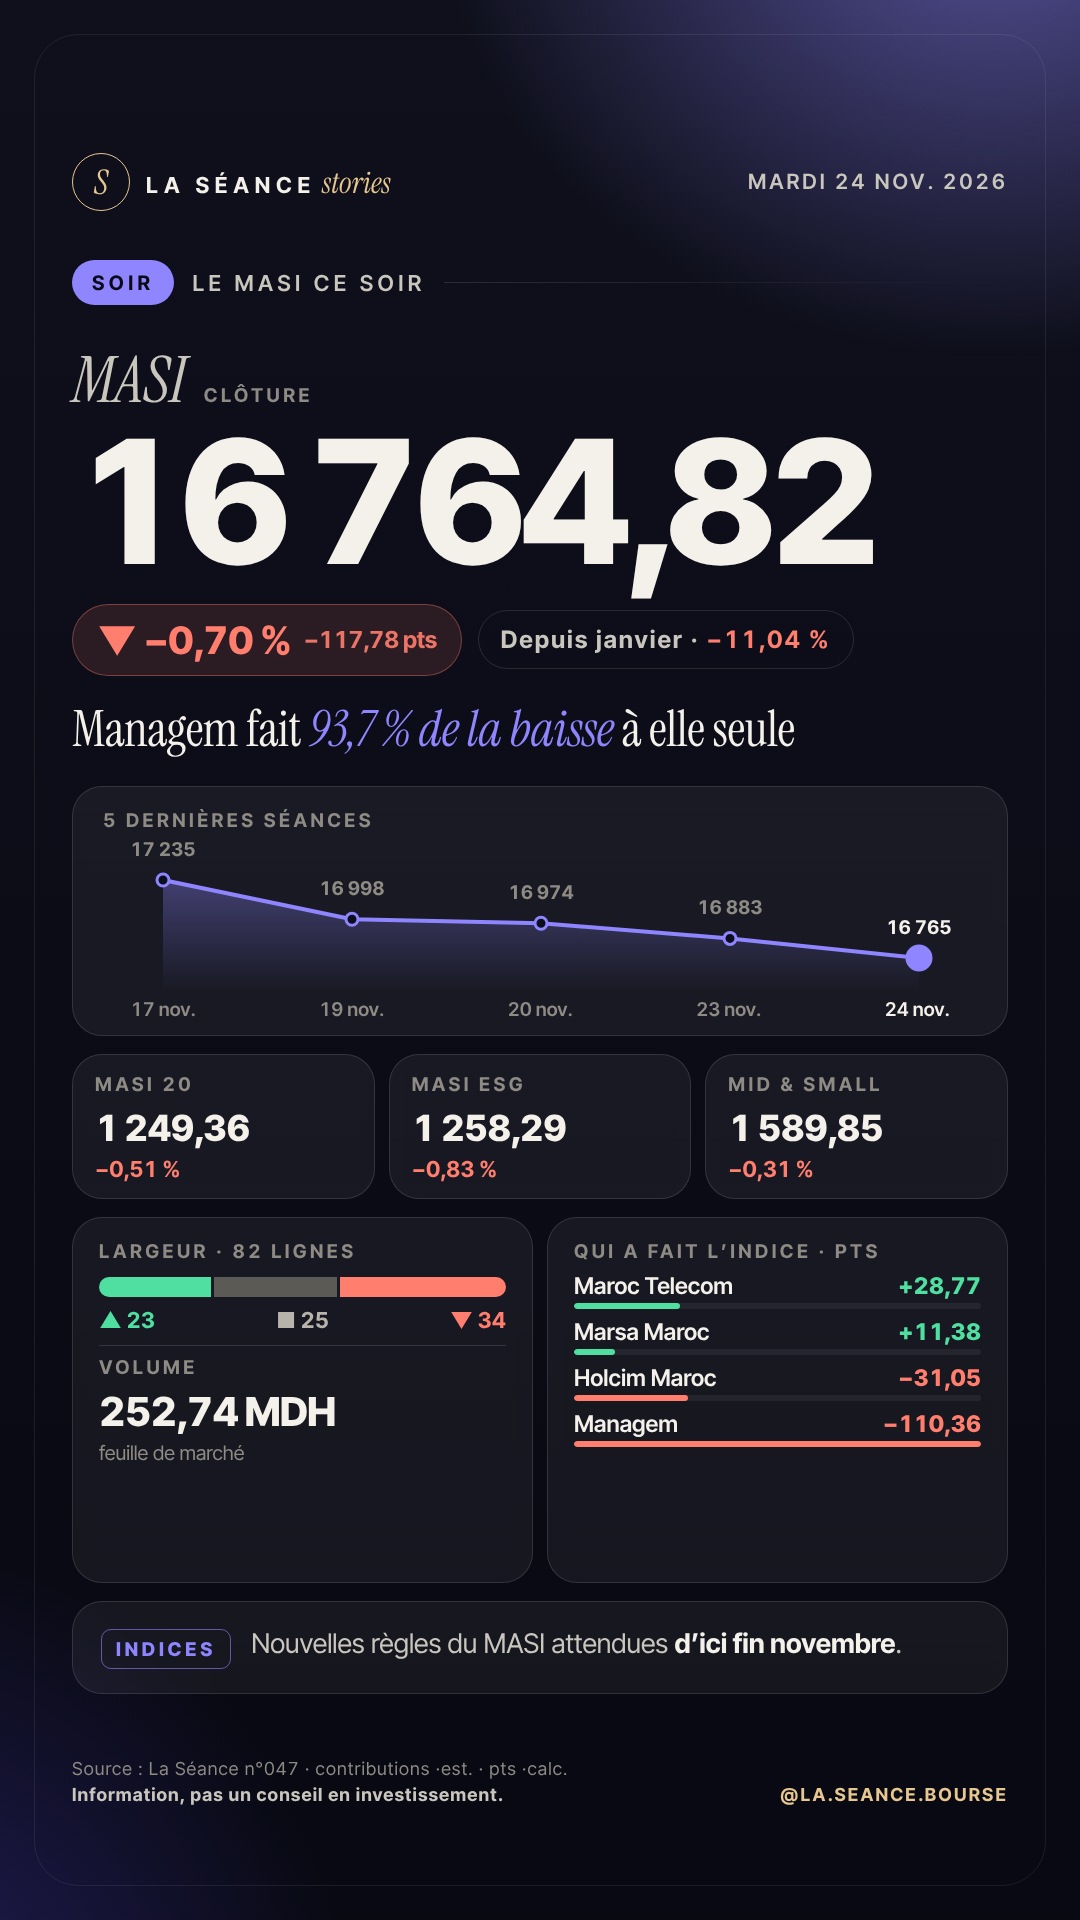 S LA SÉANCE stories
MARDI 24 NOV. 2026
SOIR LE MASI CE SOIR
MASI CLÔTURE
16 764,82
▼ −0,70 % −117,78 pts
Depuis janvier · −11,04 %
Managem fait 93,7 % de la baisse à elle seule
5 DERNIÈRES SÉANCES
17 235
16 998
16 974
16 883
16 765
17 nov.
19 nov.
20 nov.
23 nov.
24 nov.
MASI 20
1 249,36
−0,51 %
MASI ESG
1 258,29
−0,83 %
MID & SMALL
1 589,85
−0,31 %
LARGEUR · 82 LIGNES
▲ 23 ■ 25 ▼ 34
VOLUME
252,74 MDH
feuille de marché
QUI A FAIT L’INDICE · PTS
Maroc Telecom +28,77
Marsa Maroc +11,38
Holcim Maroc −31,05
Managem −110,36
INDICES Nouvelles règles du MASI attendues d’ici fin novembre.
Source : La Séance n°047 · contributions ·est. · pts ·calc.
Information, pas un conseil en investissement.
@LA.SEANCE.BOURSE